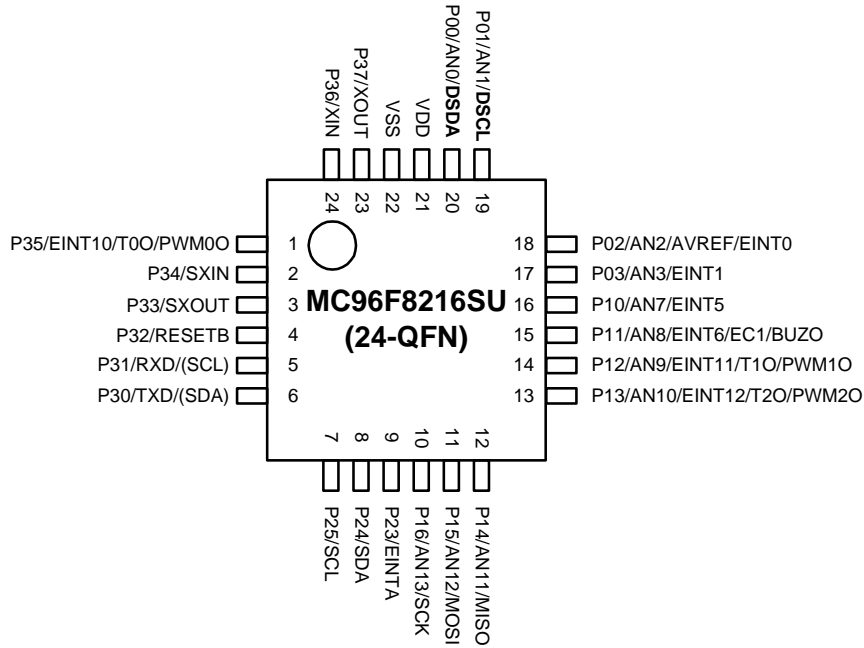 P36/XIN
P37/XOUT
VSS
VDD
P00/AN0/DSDA
P01/AN1/DSCL
24
23
22
21
20
19
P35/EINT10/T0O/PWM0O
1
18
P02/AN2/AVREF/EINT0
P34/SXIN
2
17
P03/AN3/EINT1
P33/SXOUT
3
MC96F8216SU
16
P10/AN7/EINT5
P32/RESETB
4
(24-QFN)
15
P11/AN8/EINT6/EC1/BUZO
P31/RXD/(SCL)
5
14
P12/AN9/EINT11/T1O/PWM1O
P30/TXD/(SDA)
6
13
P13/AN10/EINT12/T2O/PWM2O
7
8
9
10
11
12
P25/SCL
P24/SDA
P23/EINTA
P16/AN13/SCK
P15/AN12/MOSI
P14/AN11/MISO